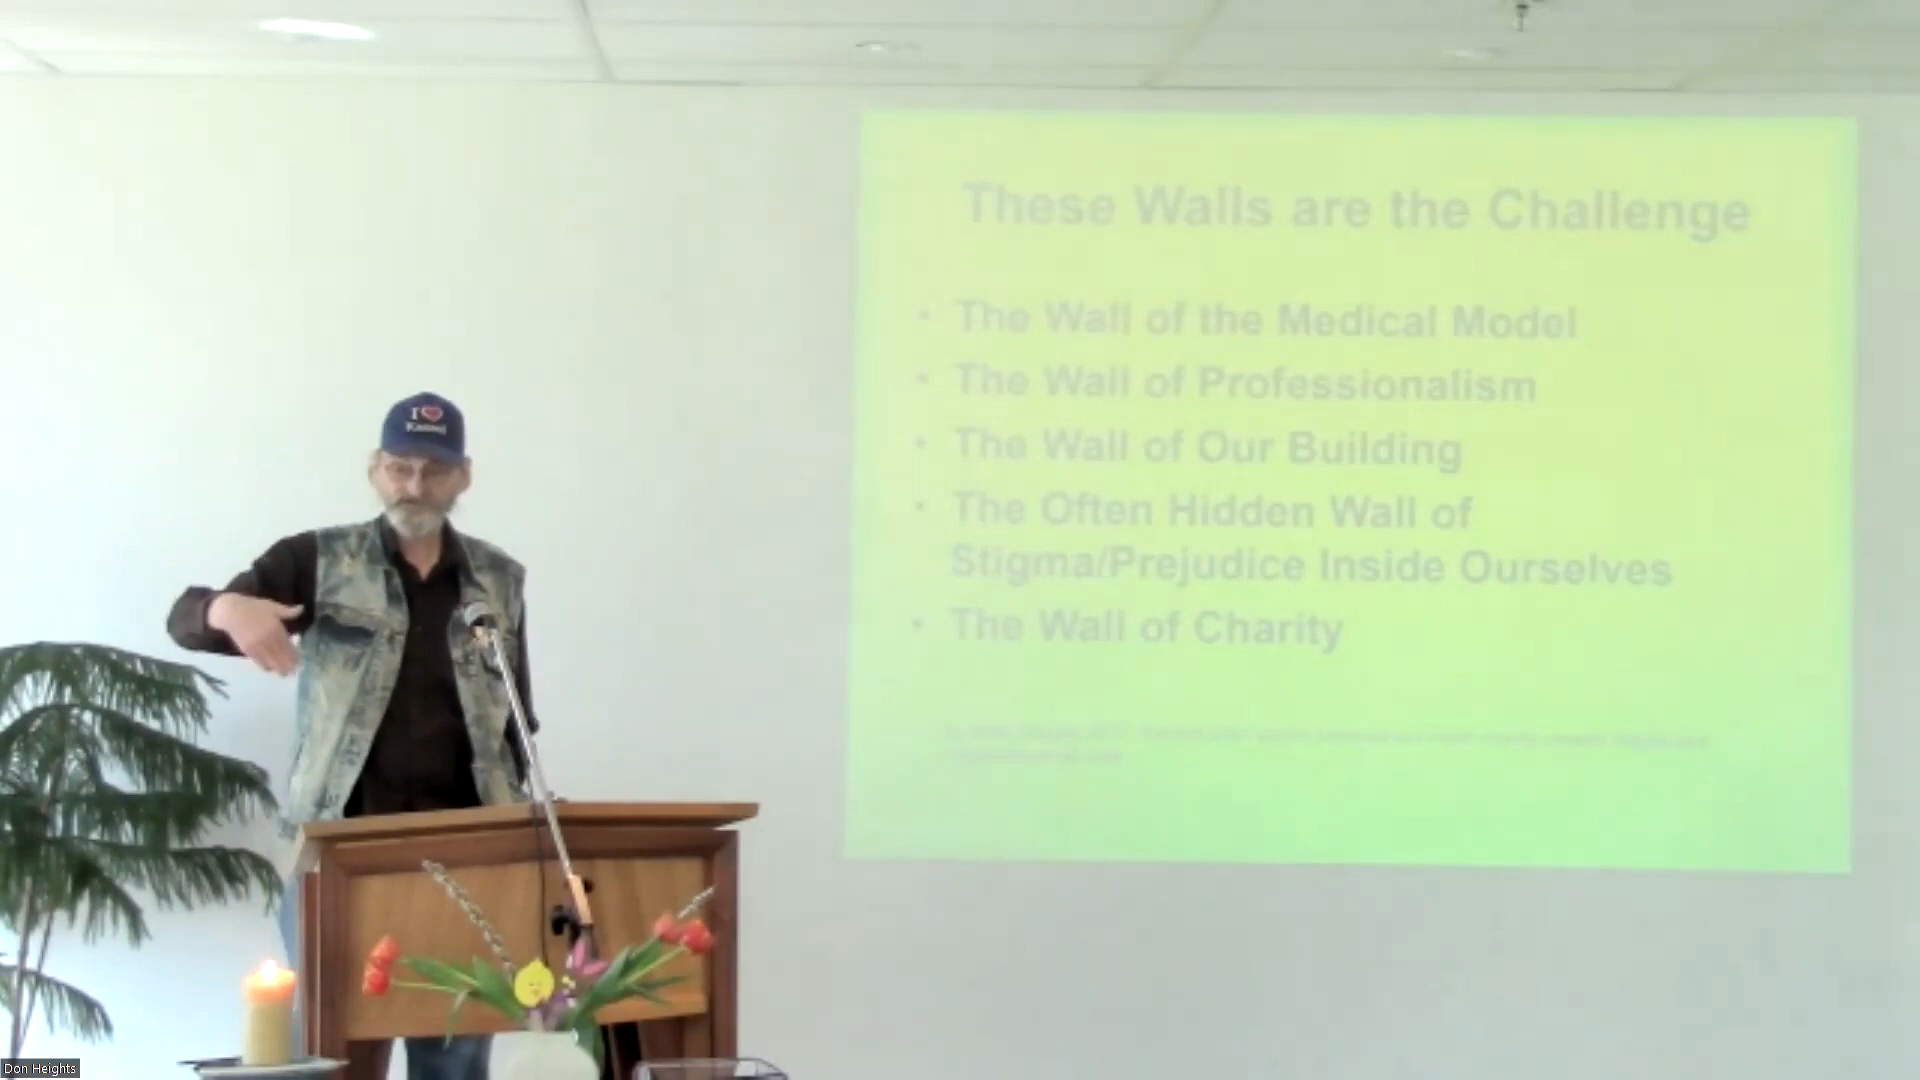 These Walls are the Challenge
• The Wall of the Medical Model
• The Wall of Professionalism
• The Wall of Our Building
• The Often Hidden Wall of
Stigma/Prejudice Inside Ourselves
• The Wall of Charity
I ❤
Don Heights